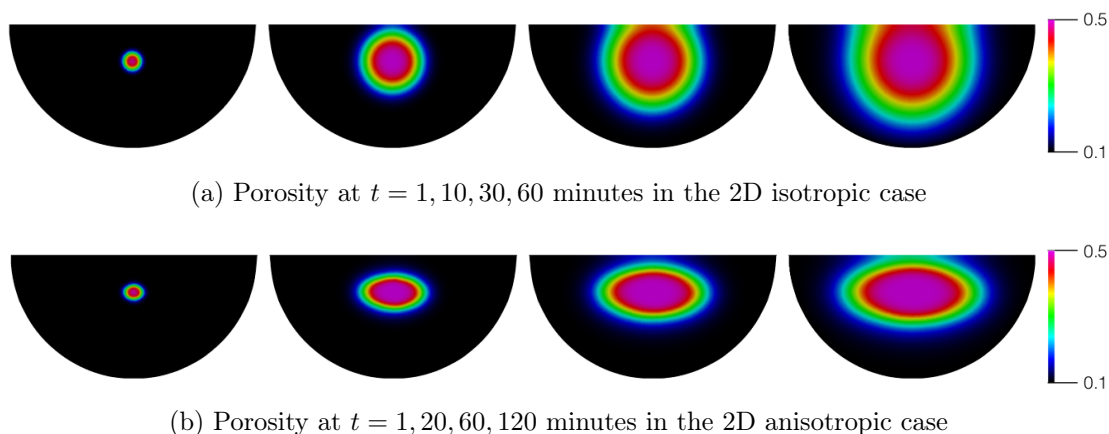 0.5
0.1
(a) Porosity at t = 1, 10, 30, 60 minutes in the 2D isotropic case
0.5
0.1
(b) Porosity at t = 1, 20, 60, 120 minutes in the 2D anisotropic case